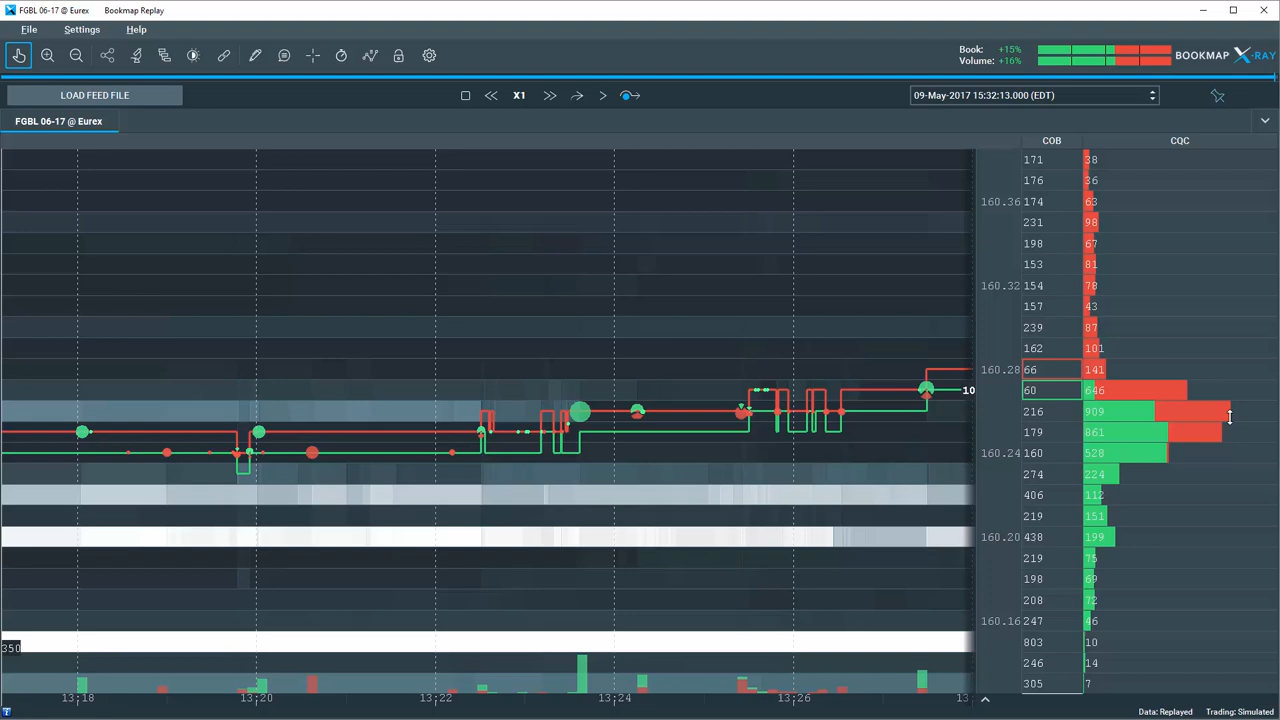 FGBL 06-17 @ Eurex Bookmap Replay
File Settings Help
Book: +15%
Volume: +16%
BOOKMAP X-RAY
LOAD FEED FILE X1 09-May-2017 15:32:13.000 (EDT)
FGBL 06-17 @ Eurex
COB CQC
171 38
176 36
160.36 174 63
231 98
198 67
153 81
160.32 154 78
157 43
239 87
162 101
160.28 66 141
10 60 646
216 909
179 861
160.24 160 528
274 224
406 112
219 151
160.20 438 199
219 75
198 69
208 72
160.16 247 46
350 803 10
246 14
305 7
13:18 13:20 13:22 13:24 13:26 13
Data: Replayed Trading: Simulated